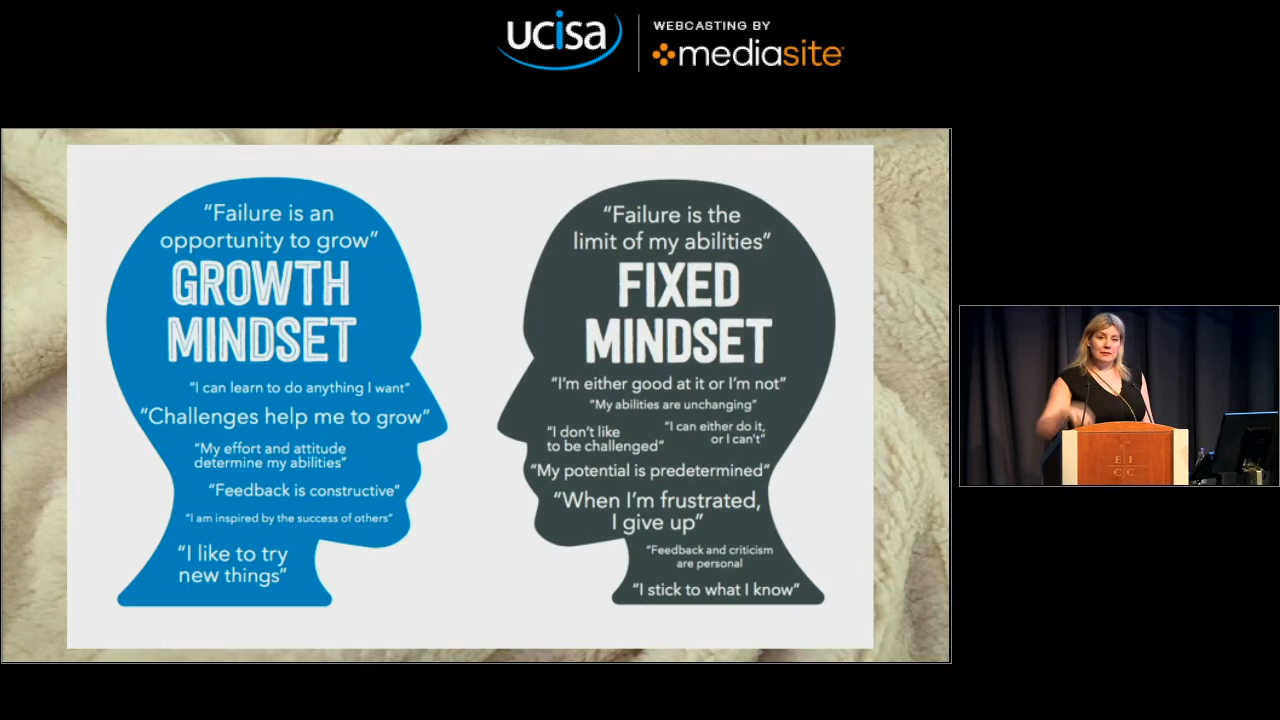 ucisa
WEBCASTING BY
mediasite
“Failure is an
opportunity to grow”
GROWTH
MINDSET
“I can learn to do anything I want”
“Challenges help me to grow”
“My effort and attitude
determine my abilities”
“Feedback is constructive”
“I am inspired by the success of others”
“I like to try
new things”
“Failure is the
limit of my abilities”
FIXED
MINDSET
“I’m either good at it or I’m not”
“My abilities are unchanging”
“I don’t like
to be challenged”
“I can either do it,
or I can’t”
“My potential is predetermined”
“When I’m frustrated,
I give up”
“Feedback and criticism
are personal
“I stick to what I know”
E I
C C